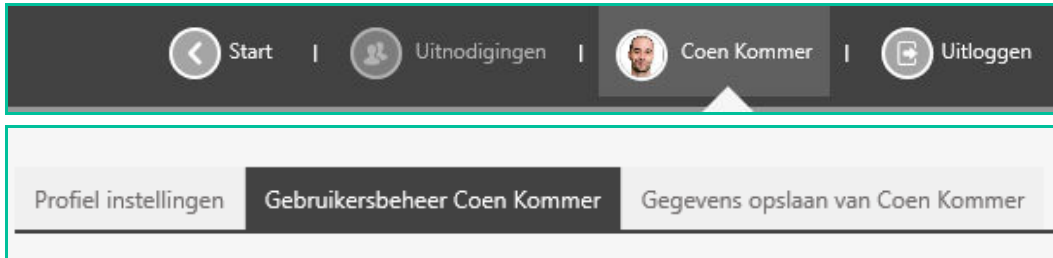 Start | Uitnodigingen | Coen Kommer | Uitloggen
Profiel instellingen Gebruikersbeheer Coen Kommer Gegevens opslaan van Coen Kommer